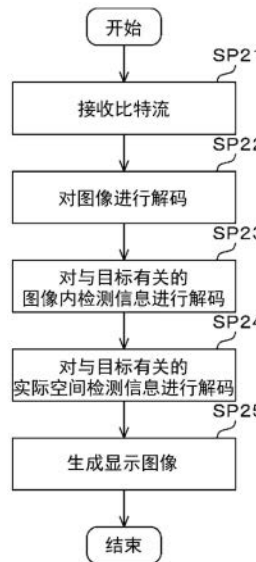 开始
SP21
接收比特流
SP22
对图像进行解码
SP23
对与目标有关的
图像内检测信息进行解码
SP24
对与目标有关的
实际空间检测信息进行解码
SP25
生成显示图像
结束